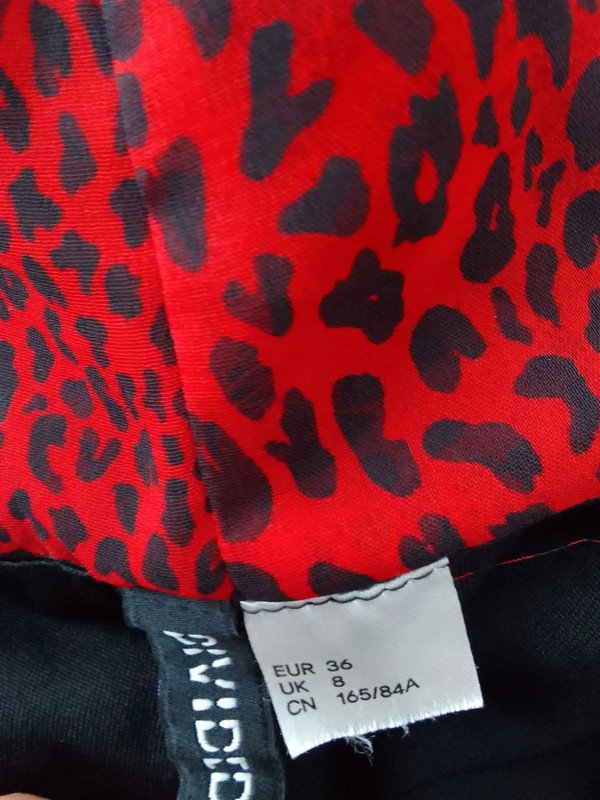 DIVIDED
EUR 36
UK 8
CN 165/84A